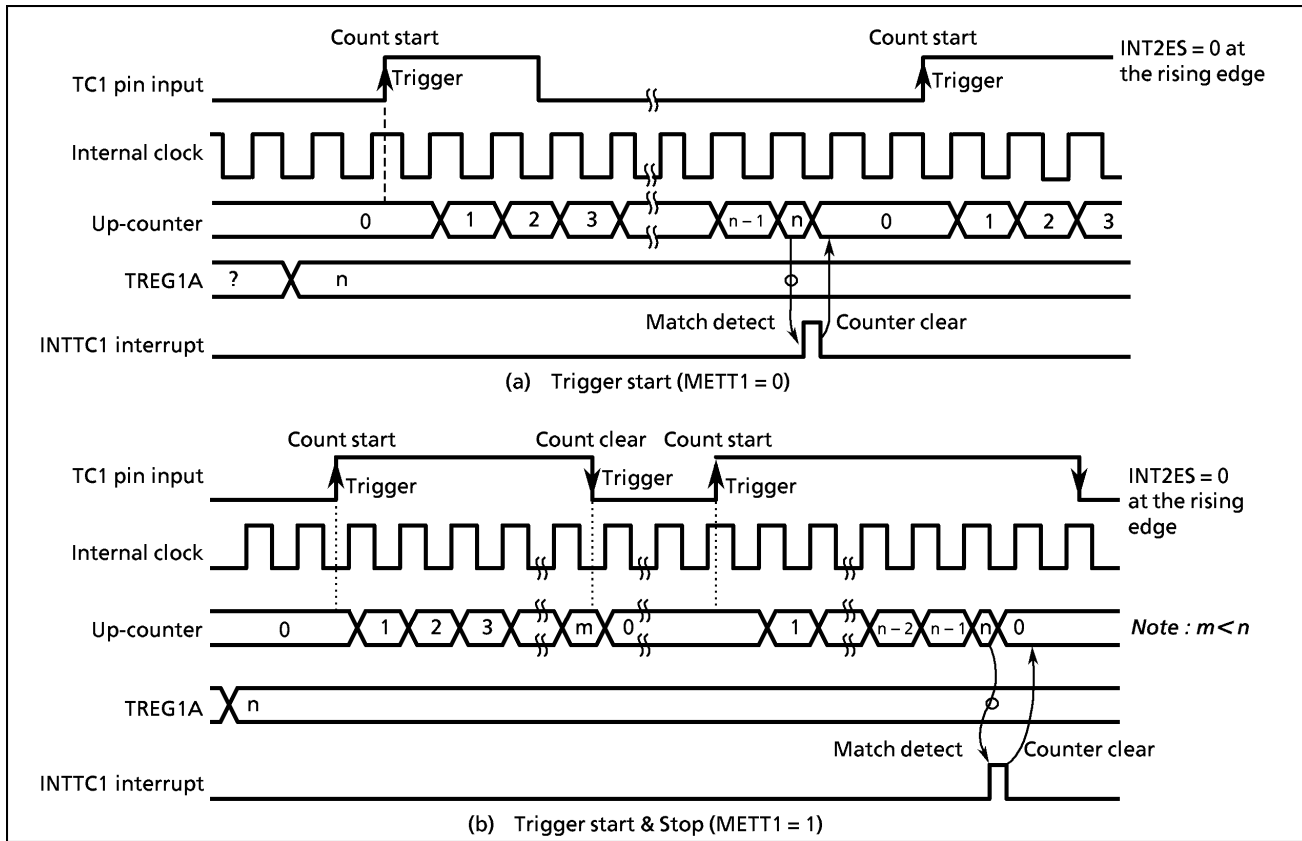 Count start
Count start
INT2ES = 0 at
the rising edge
TC1 pin input
Trigger
Trigger
Internal clock
Up-counter
0 1 2 3 n – 1 n 0 1 2 3
TREG1A
? n
Match detect
Counter clear
INTTC1 interrupt
(a) Trigger start (METT1 = 0)
Count start
Count clear
Count start
TC1 pin input
Trigger
Trigger
Trigger
INT2ES = 0
at the rising
edge
Internal clock
Up-counter
0 1 2 3 m 0 1 n – 2 n – 1 n 0
Note : m < n
TREG1A
n
Match detect
Counter clear
INTTC1 interrupt
(b) Trigger start & Stop (METT1 = 1)